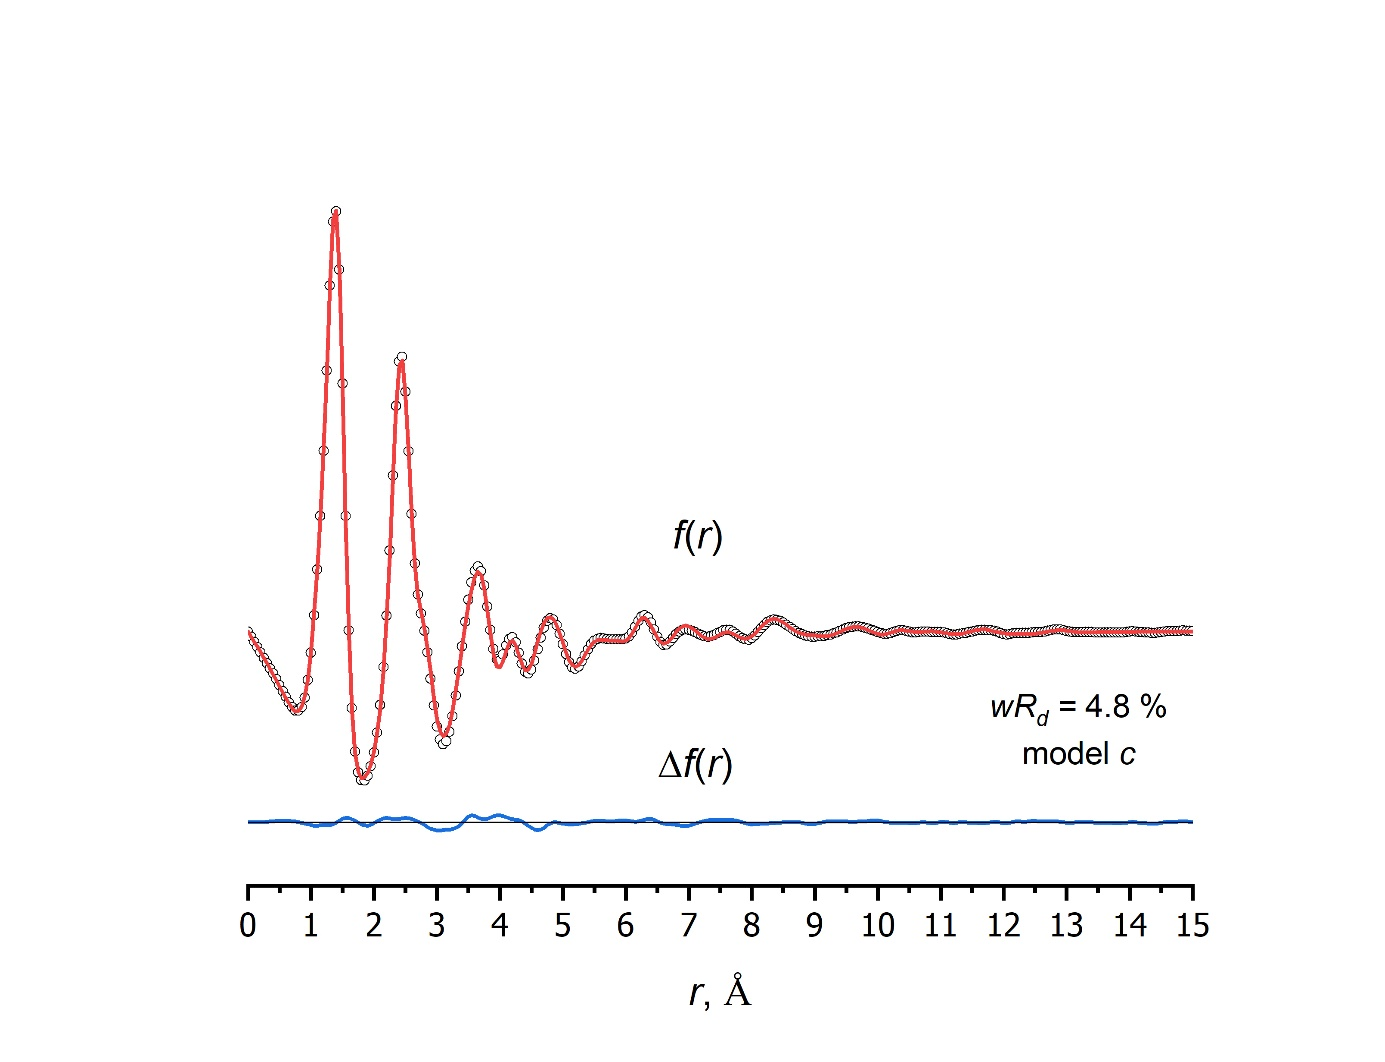 f(r)
wR_d = 4.8 %
model c
Δf(r)
0 1 2 3 4 5 6 7 8 9 10 11 12 13 14 15
r, Å